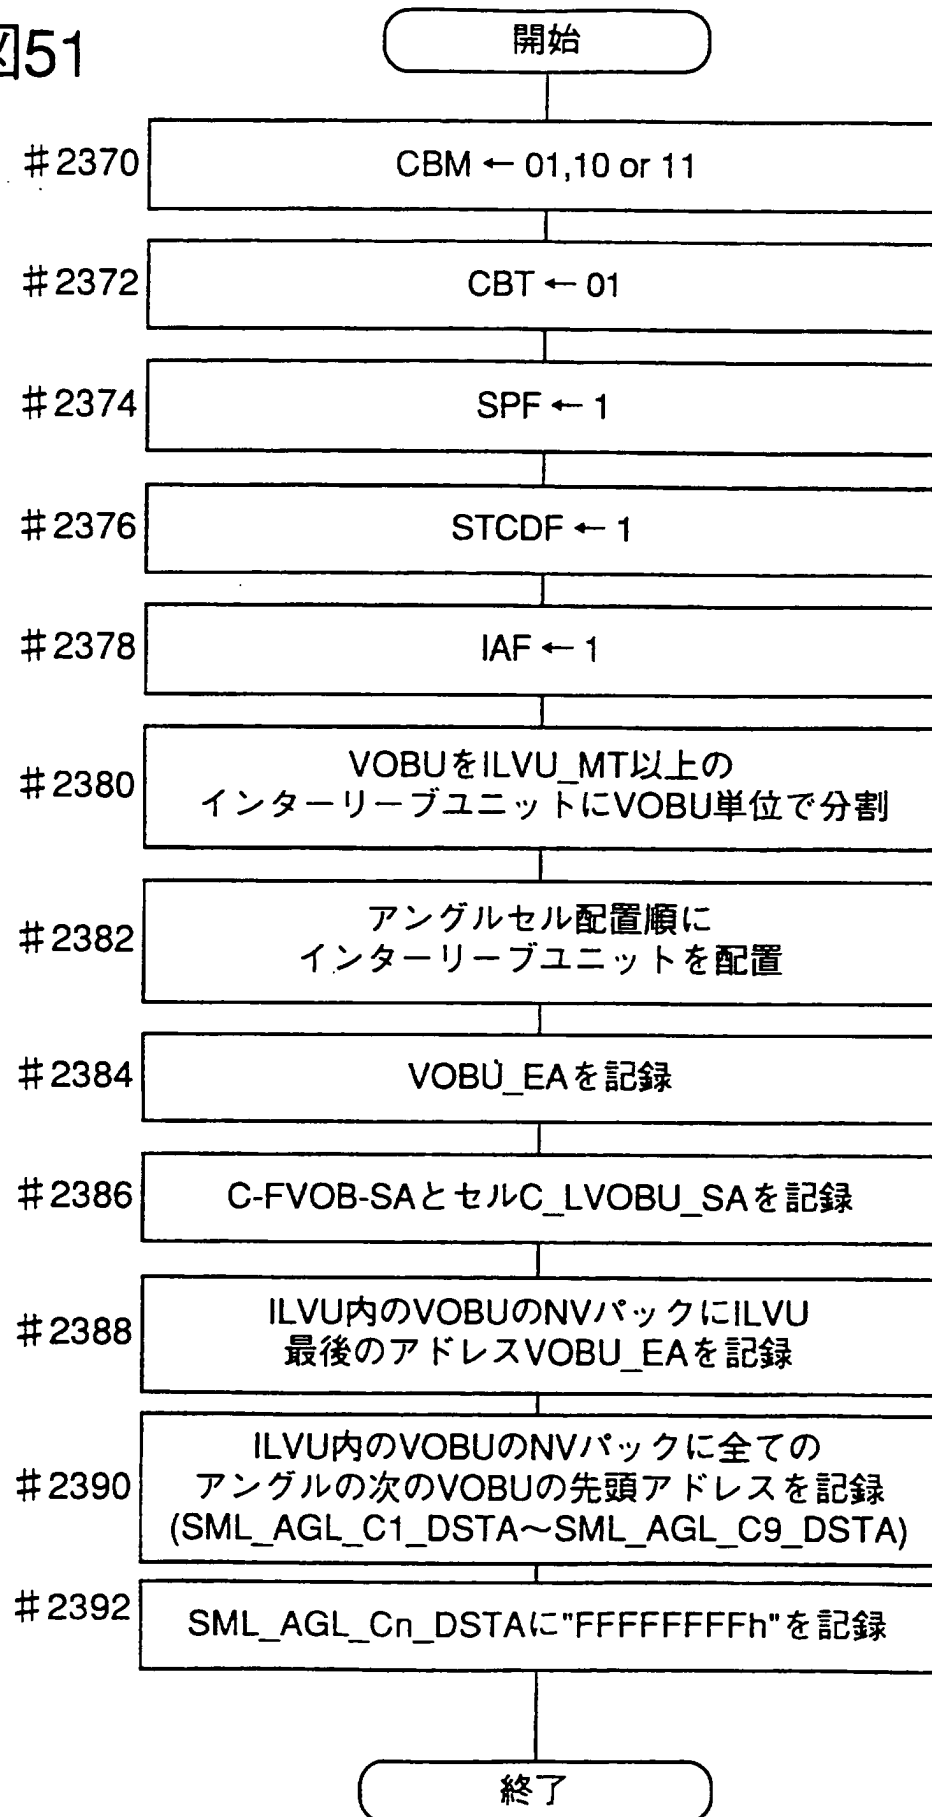 図51
開始
#2370
CBM ← 01,10 or 11
#2372
CBT ← 01
#2374
SPF ← 1
#2376
STCDF ← 1
#2378
IAF ← 1
#2380
VOBUをILVU_MT以上の
インターリーブユニットにVOBU単位で分割
#2382
アングルセル配置順に
インターリーブユニットを配置
#2384
VOBU_EAを記録
#2386
C-FVOB-SAとセルC_LVOBU_SAを記録
#2388
ILVU内のVOBUのNVパックにILVU
最後のアドレスVOBU_EAを記録
#2390
ILVU内のVOBUのNVパックに全ての
アングルの次のVOBUの先頭アドレスを記録
(SML_AGL_C1_DSTA～SML_AGL_C9_DSTA)
#2392
SML_AGL_Cn_DSTAに"FFFFFFFFh"を記録
終了